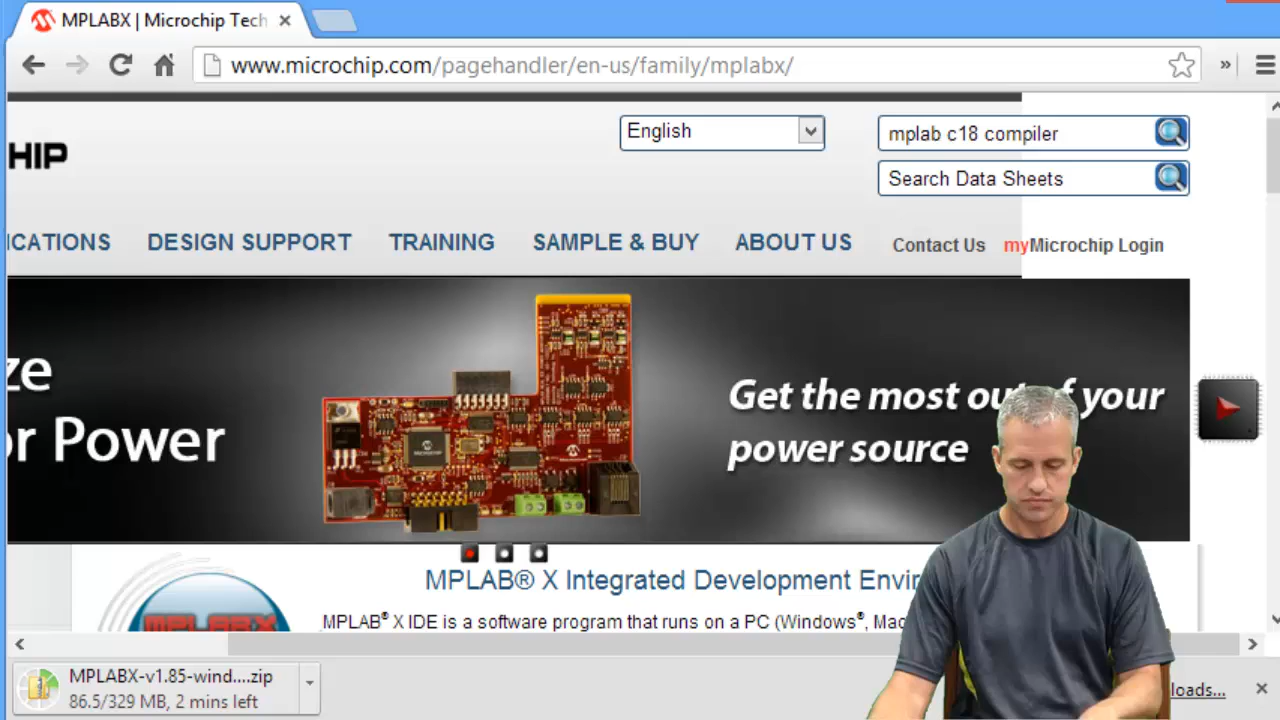 MPLABX | Microchip Tech
www.microchip.com/pagehandler/en-us/family/mplabx/
English
mplab c18 compiler
HIP
Search Data Sheets
ICATIONS DESIGN SUPPORT TRAINING SAMPLE & BUY ABOUT US Contact Us myMicrochip Login
ze
or Power
Get the most out of your
power source
MPLAB® X Integrated Development Envir
MPLABX
MPLAB® X IDE is a software program that runs on a PC (Windows®, Mac
MPLABX-v1.85-wind....zip
86.5/329 MB, 2 mins left
loads...